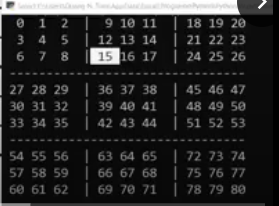 0 1 2 | 9 10 11 | 18 19 20
3 4 5 | 12 13 14 | 21 22 23
6 7 8 | 15 16 17 | 24 25 26
----------------------------------
27 28 29 | 36 37 38 | 45 46 47
30 31 32 | 39 40 41 | 48 49 50
33 34 35 | 42 43 44 | 51 52 53
----------------------------------
54 55 56 | 63 64 65 | 72 73 74
57 58 59 | 66 67 68 | 75 76 77
60 61 62 | 69 70 71 | 78 79 80